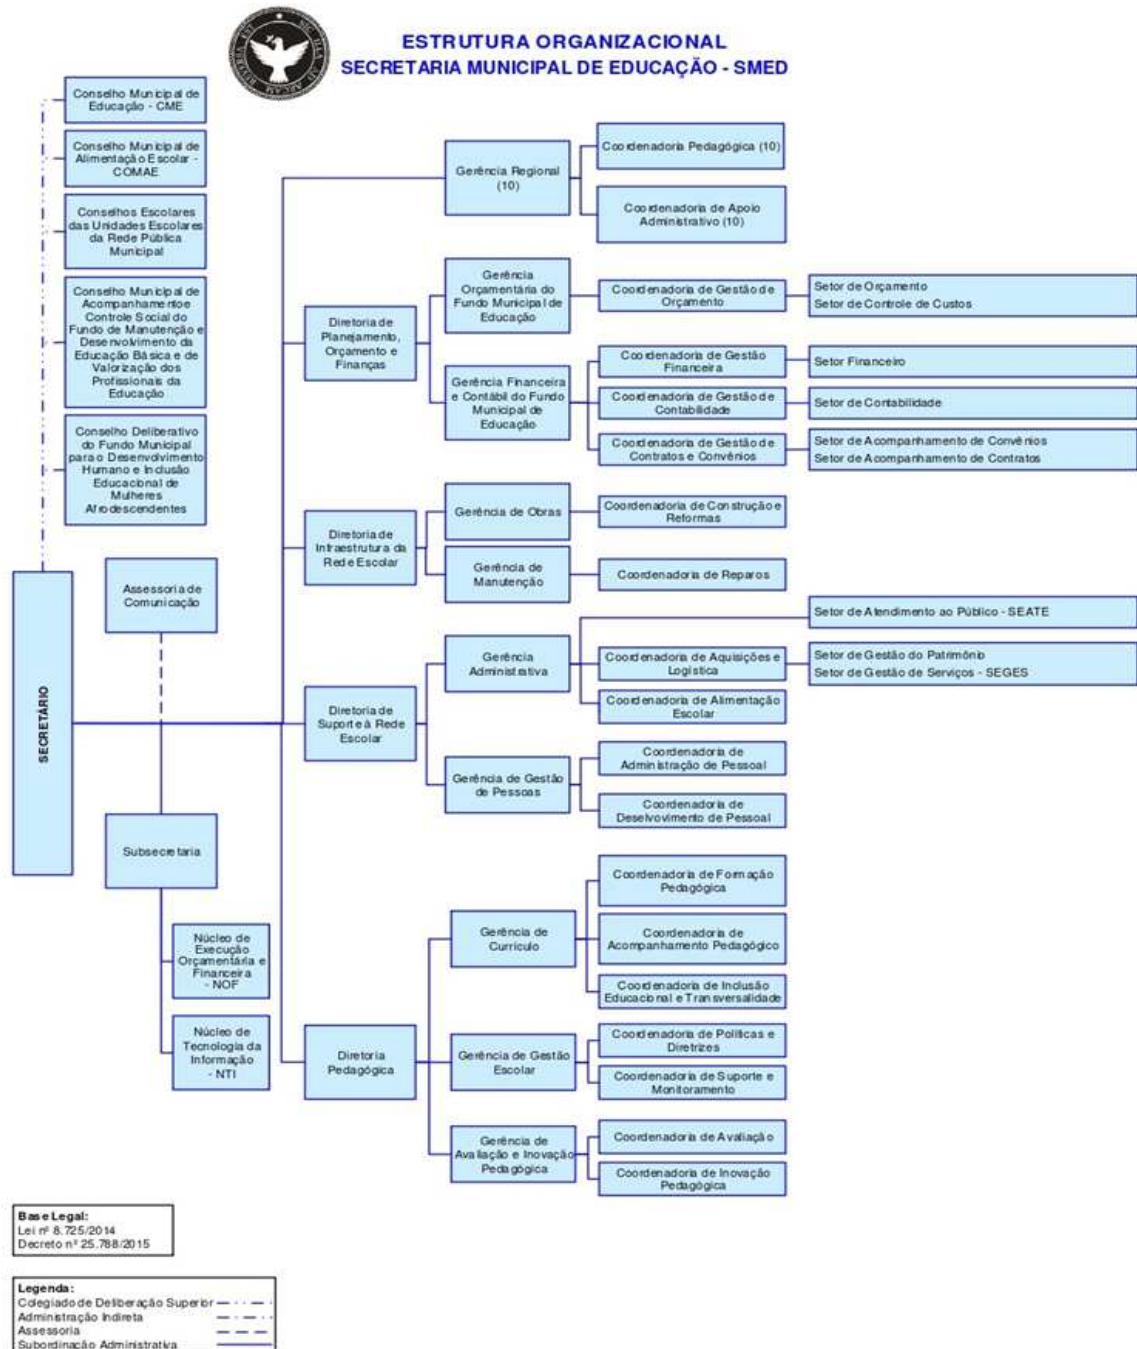 ESTRUTURA ORGANIZACIONAL
SECRETARIA MUNICIPAL DE EDUCAÇÃO - SMED
Conselho Municipal de
Educação - CME
Conselho Municipal de
Alimentação Escolar -
COMAE
Conselhos Escolares
das Unidades Escolares
da Rede Pública
Municipal
Conselho Municipal de
Acompanhamento e
Controle Social do
Fundo de Manutenção e
Desenvolvimento da
Educação Básica e de
Valorização dos
Profissionais da
Educação
Conselho Deliberativo
do Fundo Municipal
para o Desenvolvimento
Humano e Inclusão
Educacional de
Mulheres
Afrodescendentes
SECRETÁRIO
Assessoria de
Comunicação
Subsecretaria
Núcleo de
Execução
Orçamentária e
Financeira
- NOF
Núcleo de
Tecnologia da
Informação
- NTI
Gerência Regional
(10)
Coordenadoria Pedagógica (10)
Coordenadoria de Apoio
Administrativo (10)
Diretoria de
Planejamento,
Orçamento e
Finanças
Gerência
Orçamentária do
Fundo Municipal de
Educação
Coordenadoria de Gestão de
Orçamento
Setor de Orçamento
Setor de Controle de Custos
Gerência Financeira
e Contábil do Fundo
Municipal de
Educação
Coordenadoria de Gestão
Financeira
Setor Financeiro
Coordenadoria de Gestão de
Contabilidade
Setor de Contabilidade
Coordenadoria de Gestão de
Contratos e Convênios
Setor de Acompanhamento de Convênios
Setor de Acompanhamento de Contratos
Diretoria de
Infraestrutura da
Rede Escolar
Gerência de Obras
Coordenadoria de Construção e
Reformas
Gerência de
Manutenção
Coordenadoria de Reparos
Diretoria de
Suporte à Rede
Escolar
Gerência
Administrativa
Setor de Atendimento ao Público - SEATE
Coordenadoria de Aquisições e
Logística
Setor de Gestão do Patrimônio
Setor de Gestão de Serviços - SEGES
Coordenadoria de Alimentação
Escolar
Gerência de Gestão
de Pessoas
Coordenadoria de
Administração de Pessoal
Coordenadoria de
Deselvovimento de Pessoal
Diretoria
Pedagógica
Gerência de
Currículo
Coordenadoria de Formação
Pedagógica
Coordenadoria de
Acompanhamento Pedagógico
Coordenadoria de Inclusão
Educacional e Transversalidade
Gerência de Gestão
Escolar
Coordenadoria de Políticas e
Diretrizes
Coordenadoria de Suporte e
Monitoramento
Gerência de
Avaliação e Inovação
Pedagógica
Coordenadoria de Avaliação
Coordenadoria de Inovação
Pedagógica
Base Legal:
Lei nº 8.725/2014
Decreto nº 25.788/2015
Legenda:
Colegiado de Deliberação Superior
Administração Indireta
Assessoria
Subordinação Administrativa